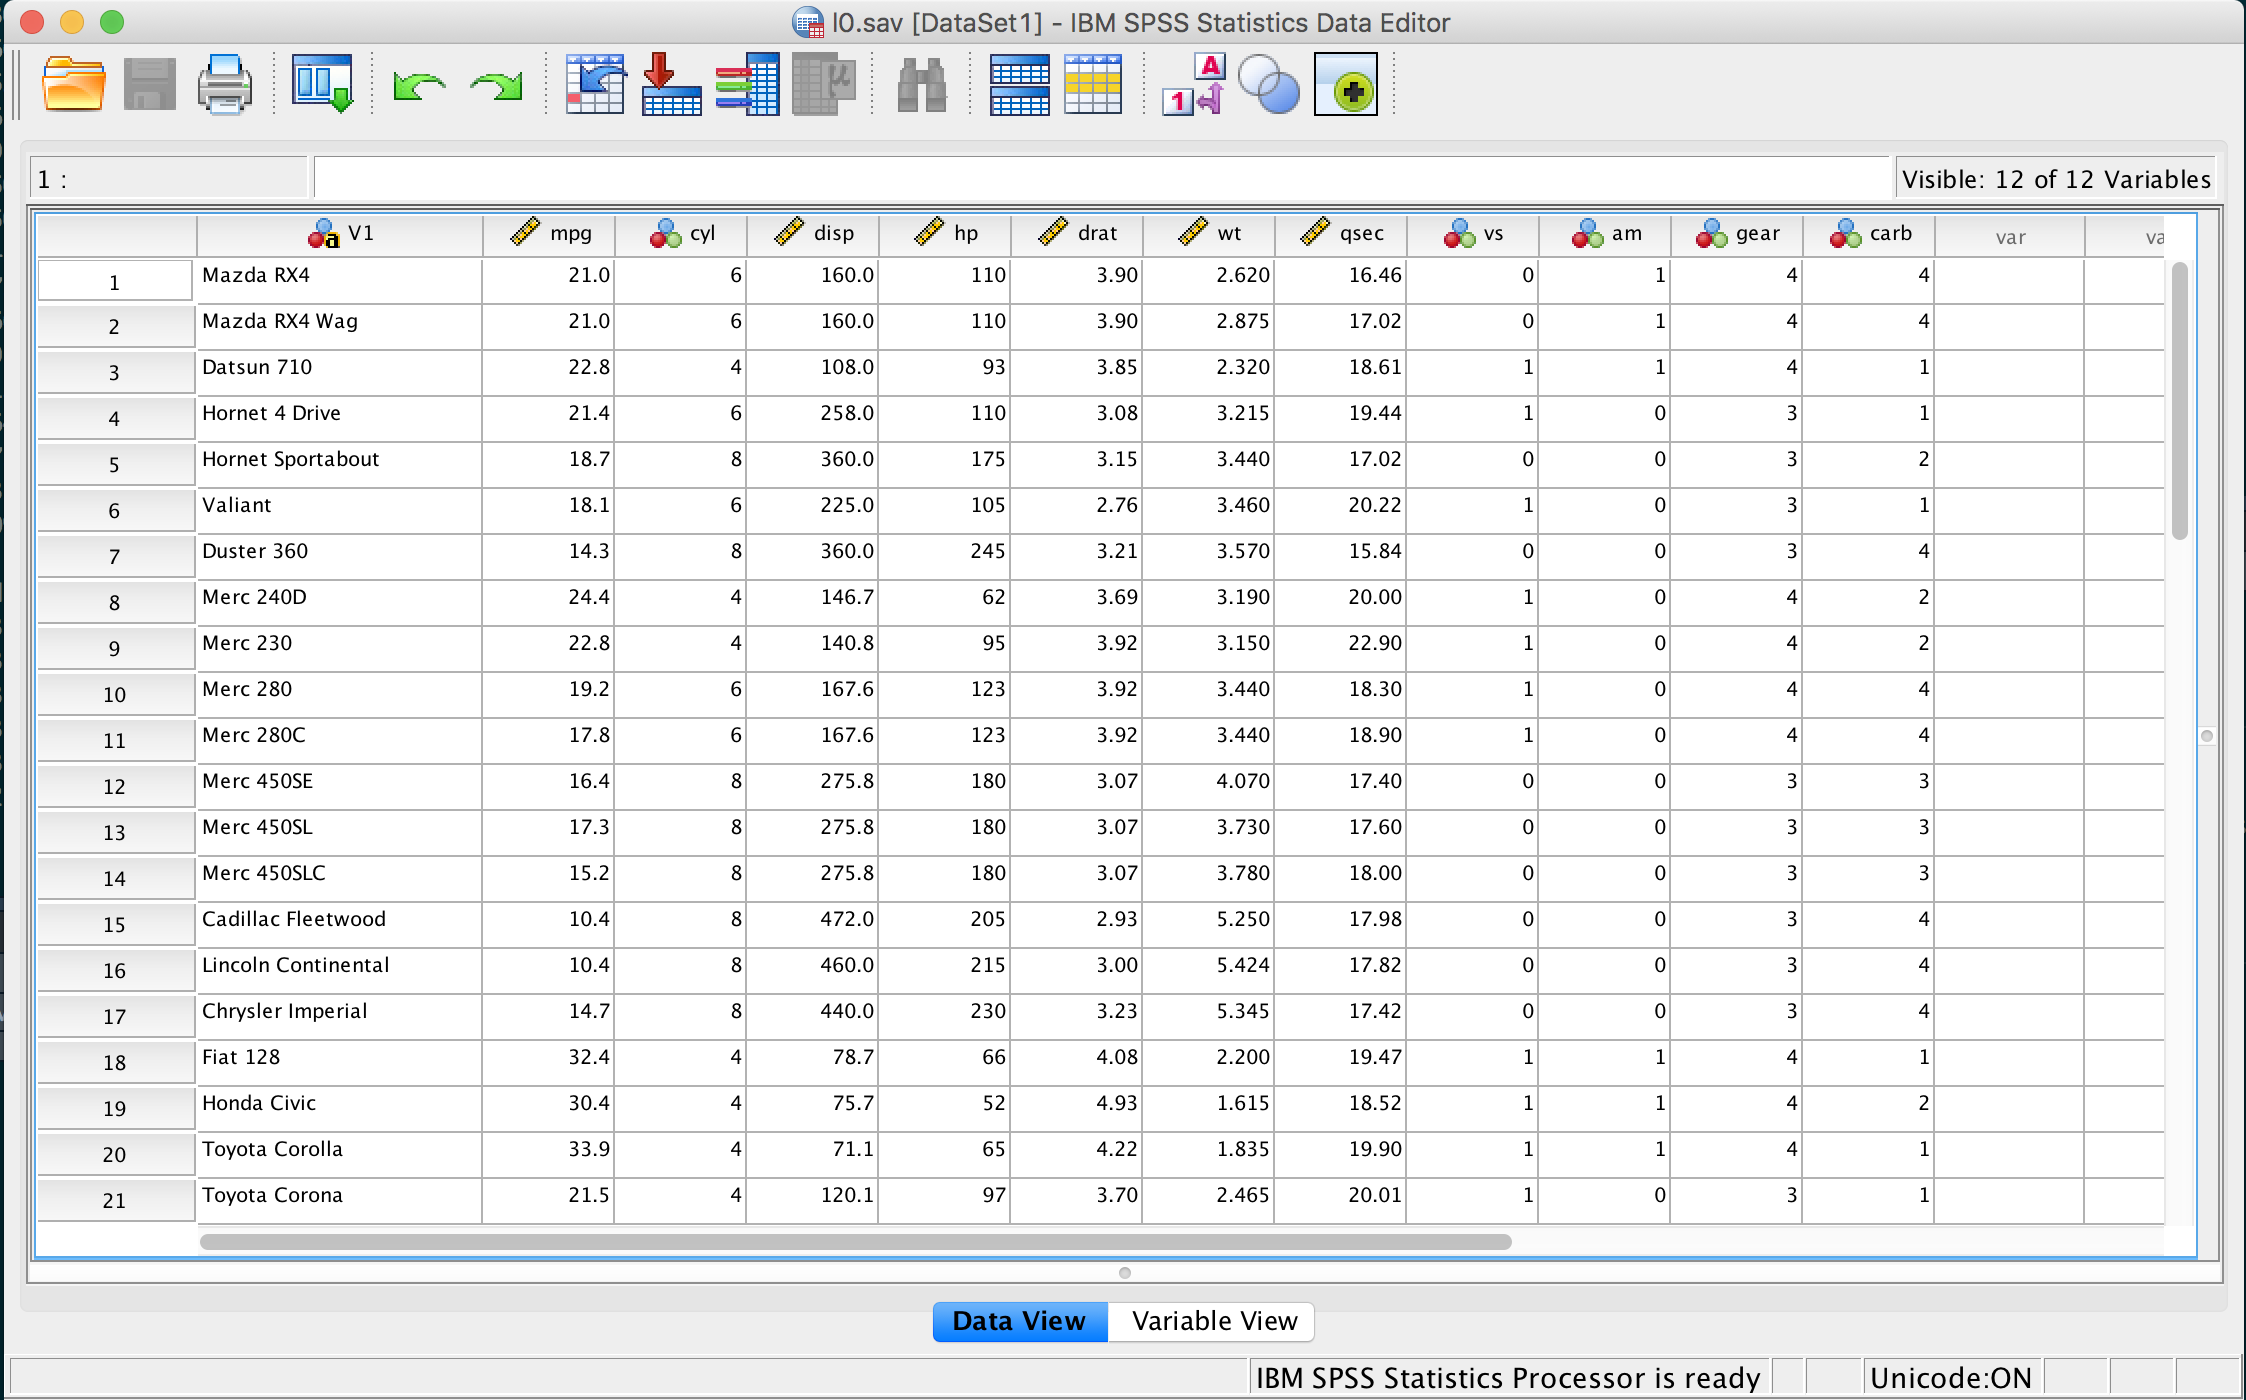 l0.sav [DataSet1] - IBM SPSS Statistics Data Editor
1 :
Visible: 12 of 12 Variables
V1 mpg cyl disp hp drat wt qsec vs am gear carb var va
1 Mazda RX4 21.0 6 160.0 110 3.90 2.620 16.46 0 1 4 4
2 Mazda RX4 Wag 21.0 6 160.0 110 3.90 2.875 17.02 0 1 4 4
3 Datsun 710 22.8 4 108.0 93 3.85 2.320 18.61 1 1 4 1
4 Hornet 4 Drive 21.4 6 258.0 110 3.08 3.215 19.44 1 0 3 1
5 Hornet Sportabout 18.7 8 360.0 175 3.15 3.440 17.02 0 0 3 2
6 Valiant 18.1 6 225.0 105 2.76 3.460 20.22 1 0 3 1
7 Duster 360 14.3 8 360.0 245 3.21 3.570 15.84 0 0 3 4
8 Merc 240D 24.4 4 146.7 62 3.69 3.190 20.00 1 0 4 2
9 Merc 230 22.8 4 140.8 95 3.92 3.150 22.90 1 0 4 2
10 Merc 280 19.2 6 167.6 123 3.92 3.440 18.30 1 0 4 4
11 Merc 280C 17.8 6 167.6 123 3.92 3.440 18.90 1 0 4 4
12 Merc 450SE 16.4 8 275.8 180 3.07 4.070 17.40 0 0 3 3
13 Merc 450SL 17.3 8 275.8 180 3.07 3.730 17.60 0 0 3 3
14 Merc 450SLC 15.2 8 275.8 180 3.07 3.780 18.00 0 0 3 3
15 Cadillac Fleetwood 10.4 8 472.0 205 2.93 5.250 17.98 0 0 3 4
16 Lincoln Continental 10.4 8 460.0 215 3.00 5.424 17.82 0 0 3 4
17 Chrysler Imperial 14.7 8 440.0 230 3.23 5.345 17.42 0 0 3 4
18 Fiat 128 32.4 4 78.7 66 4.08 2.200 19.47 1 1 4 1
19 Honda Civic 30.4 4 75.7 52 4.93 1.615 18.52 1 1 4 2
20 Toyota Corolla 33.9 4 71.1 65 4.22 1.835 19.90 1 1 4 1
21 Toyota Corona 21.5 4 120.1 97 3.70 2.465 20.01 1 0 3 1
Data View Variable View
IBM SPSS Statistics Processor is ready Unicode:ON